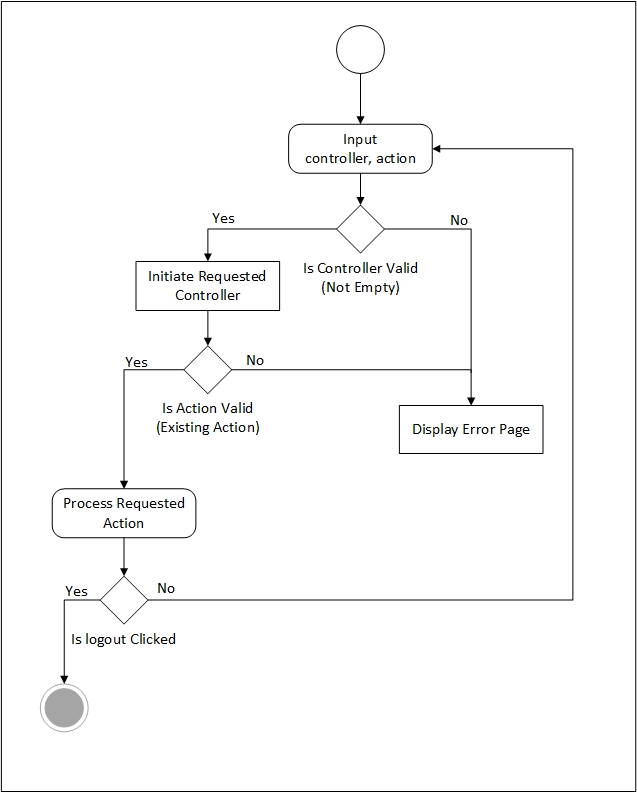 Input
controller, action
Yes
No
Is Controller Valid
(Not Empty)
Initiate Requested
Controller
Yes
No
Is Action Valid
(Existing Action)
Display Error Page
Process Requested
Action
Yes
No
Is logout Clicked